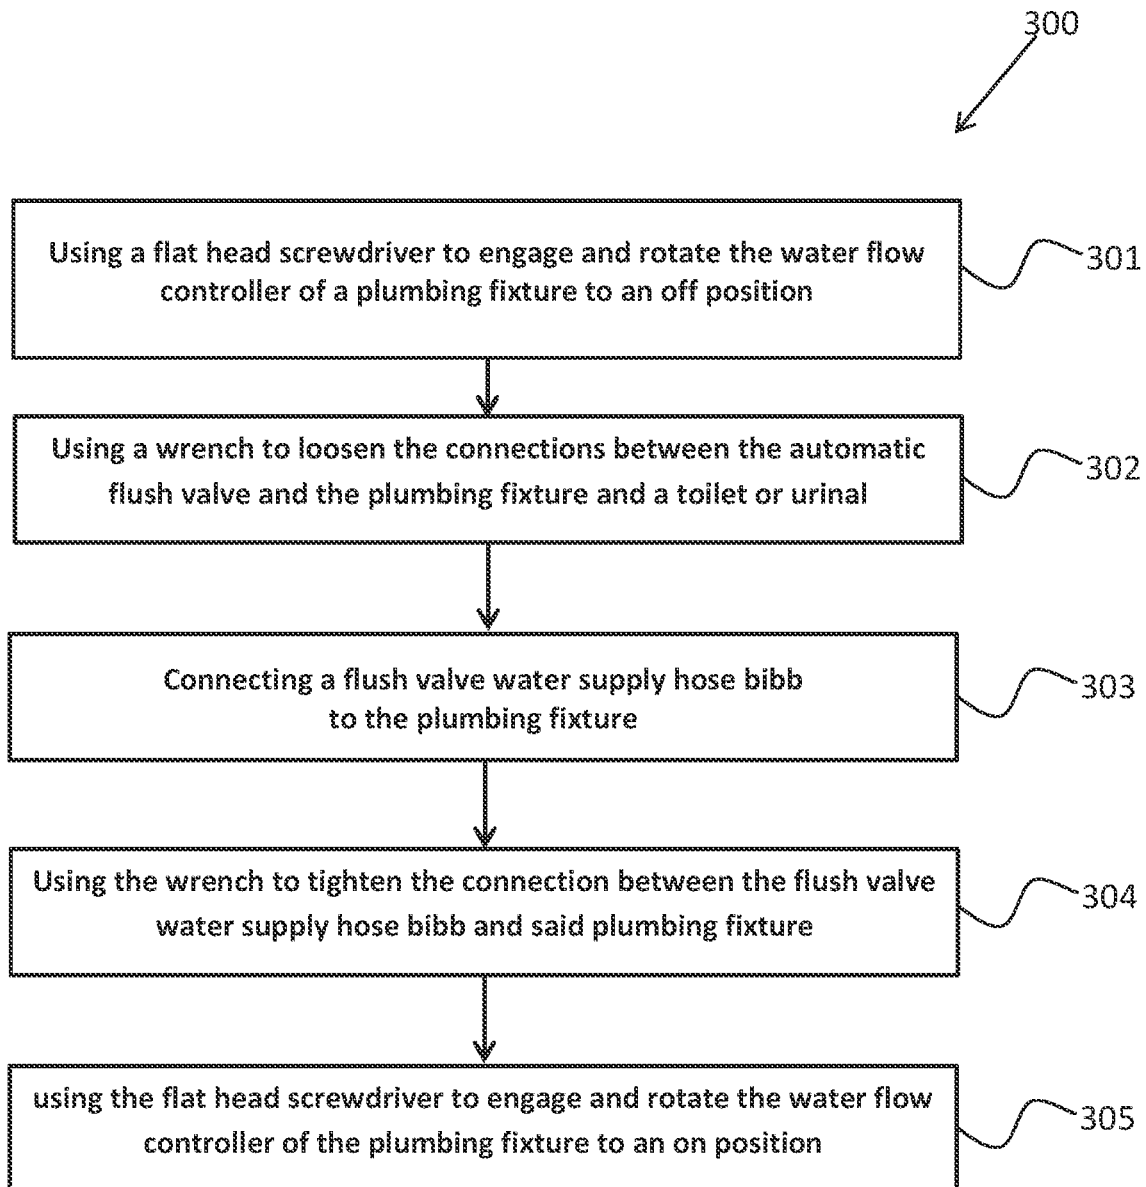 300
Using a flat head screwdriver to engage and rotate the water flow
controller of a plumbing fixture to an off position
301
Using a wrench to loosen the connections between the automatic
flush valve and the plumbing fixture and a toilet or urinal
302
Connecting a flush valve water supply hose bibb
to the plumbing fixture
303
Using the wrench to tighten the connection between the flush valve
water supply hose bibb and said plumbing fixture
304
using the flat head screwdriver to engage and rotate the water flow
controller of the plumbing fixture to an on position
305